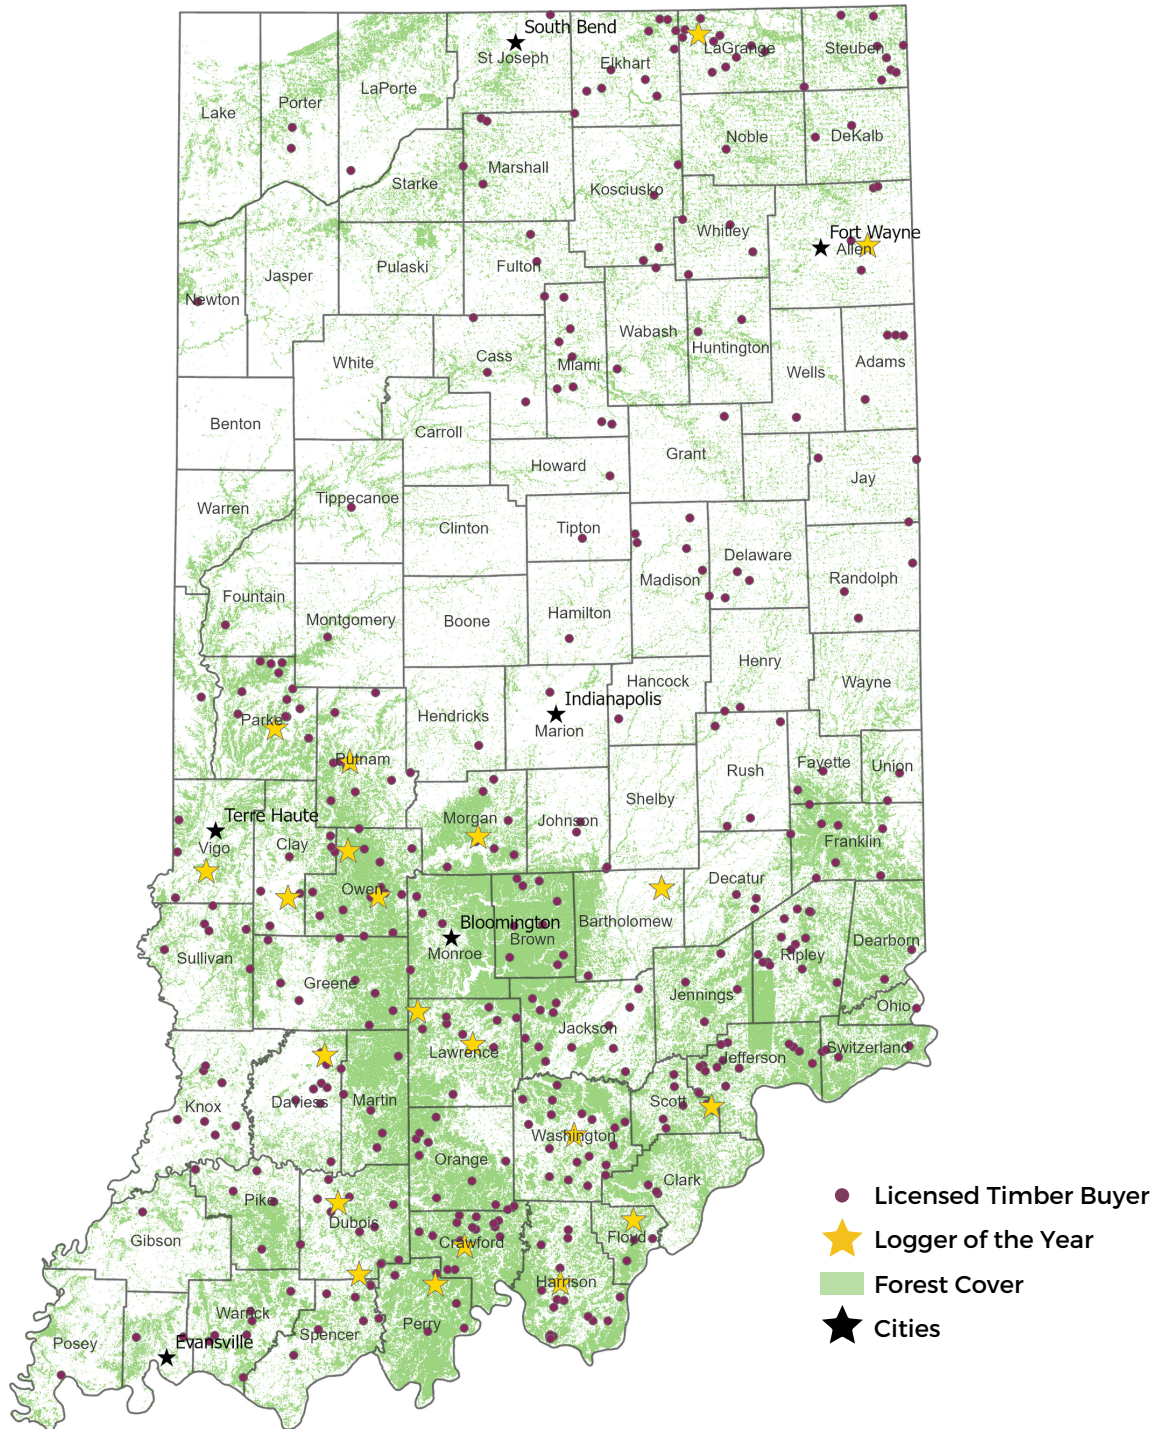 South Bend
St Joseph
LaGrange
Steuben
Elkhart
LaPorte
Porter
Lake
Noble
DeKalb
Marshall
Starke
Kosciusko
Whitley
Fort Wayne
Allen
Fulton
Pulaski
Jasper
Newton
Wabash
Huntington
White
Cass
Miami
Adams
Wells
Benton
Carroll
Grant
Howard
Jay
Tippecanoe
Warren
Clinton
Tipton
Delaware
Madison
Randolph
Fountain
Hamilton
Montgomery
Boone
Henry
Hancock
Wayne
Indianapolis
Parke
Hendricks
Marion
Putnam
Fayette
Union
Rush
Shelby
Terre Haute
Morgan
Johnson
Clay
Vigo
Franklin
Decatur
Owen
Bloomington
Bartholomew
Brown
Dearborn
Monroe
Ripley
Sullivan
Greene
Jennings
Ohio
Jackson
Lawrence
Jefferson
Switzerland
Knox
Daviess
Martin
Scott
Washington
Orange
Clark
Licensed Timber Buyer
Pike
Dubois
Gibson
Crawford
Floyd
Logger of the Year
Harrison
Forest Cover
Warrick
Perry
Spencer
Cities
Evansville
Posey